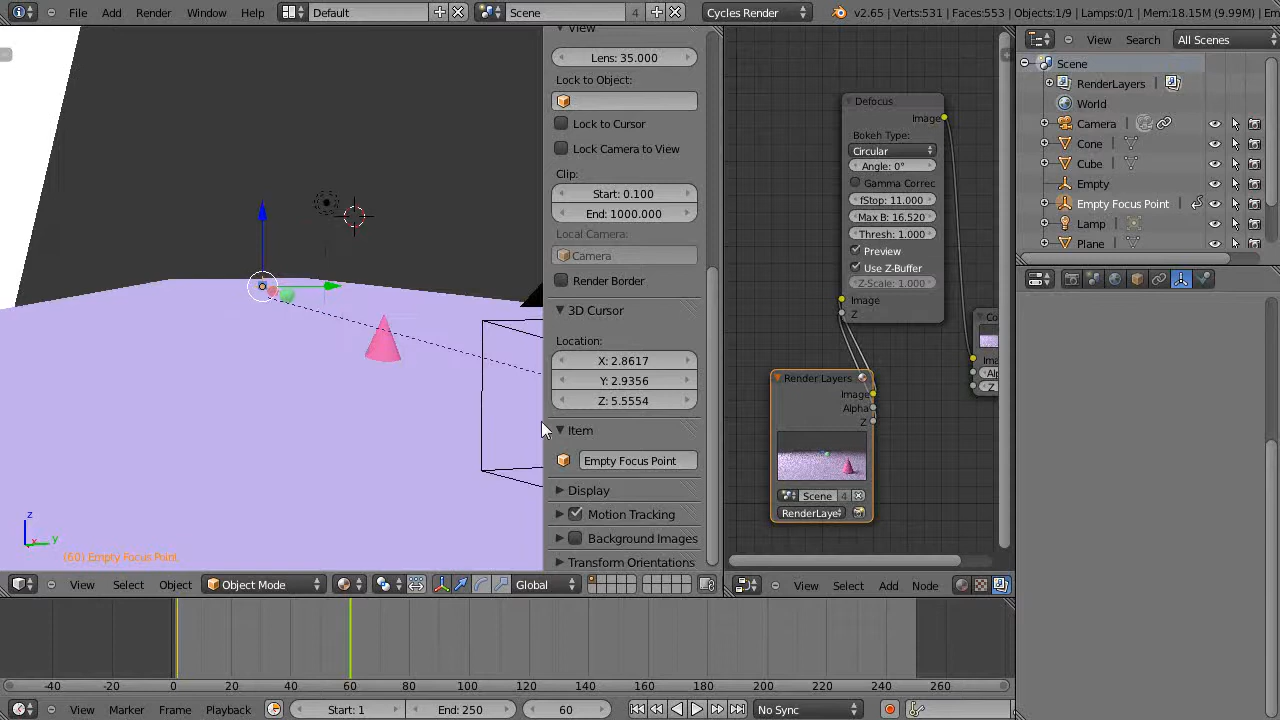 File Add Render Window Help Default Scene 4 Cycles Render v2.65 | Verts:531 | Faces:553 | Objects:1/9 | Lamps:0/1 | Mem:18.15M (9.99M) | Em
View
Lens: 35.000
Lock to Object:
Lock to Cursor
Lock Camera to View
Clip:
Start: 0.100
End: 1000.000
Local Camera:
Camera
Render Border
3D Cursor
Location:
X: 2.8617
Y: 2.9356
Z: 5.5554
Item
Empty Focus Point
Display
Motion Tracking
Background Images
Transform Orientations
z
y
x
(60) Empty Focus Point
View Select Object Object Mode Global
Defocus
Image
Bokeh Type:
Circular
Angle: 0°
Gamma Correc
fStop: 11.000
Max B: 16.520
Thresh: 1.000
Preview
Use Z-Buffer
Z-Scale: 1.000
Image
Z
Render Layers
Image
Alpha
Z
Scene 4
RenderLaye
Co
Ima
Alp
Z
View Select Add Node
View Search All Scenes
Scene
RenderLayers
World
Camera
Cone
Cube
Empty
Empty Focus Point
Lamp
Plane
-40 -20 0 20 40 60 80 100 120 140 160 180 200 220 240 260
View Marker Frame Playback Start: 1 End: 250 60 No Sync